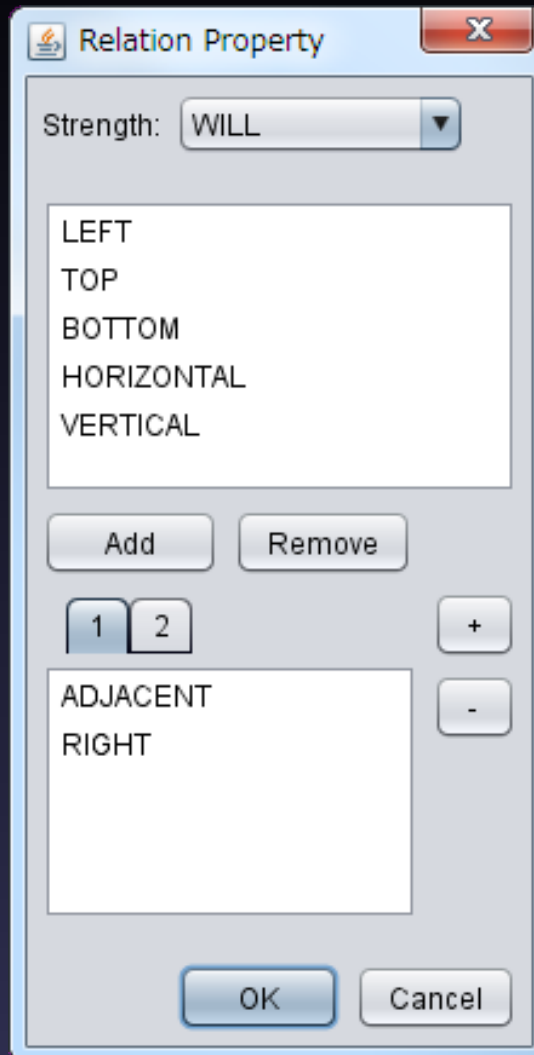 Relation Property
Strength: WILL
LEFT
TOP
BOTTOM
HORIZONTAL
VERTICAL
Add Remove
1 2 +
-
ADJACENT
RIGHT
OK Cancel